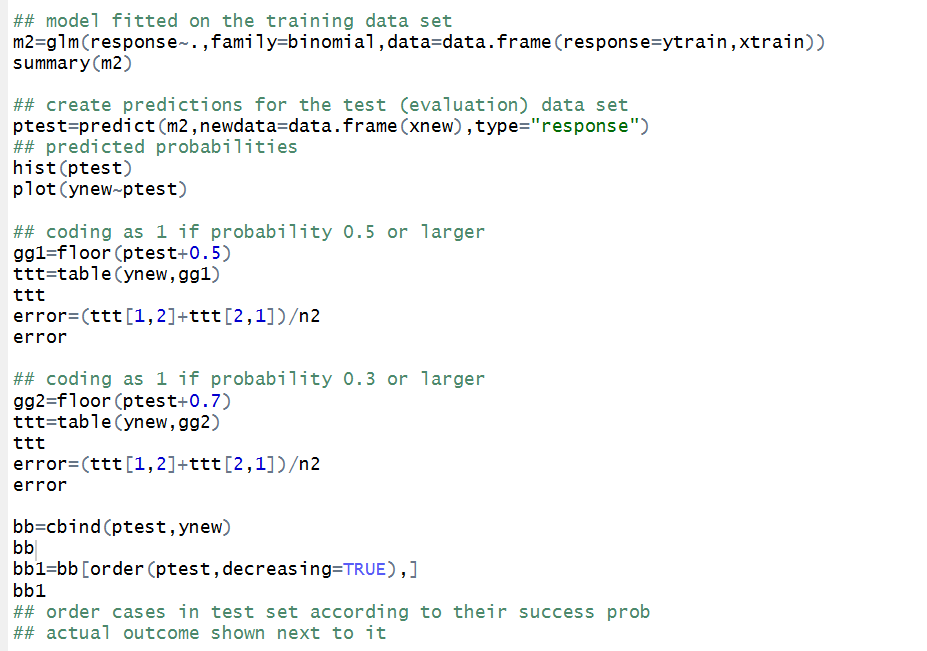 ## model fitted on the training data set
m2=glm(response~.,family=binomial,data=data.frame(response=ytrain,xtrain))
summary(m2)
## create predictions for the test (evaluation) data set
ptest=predict(m2,newdata=data.frame(xnew),type="response")
## predicted probabilities
hist(ptest)
plot(ynew~ptest)
## coding as 1 if probability 0.5 or larger
gg1=floor(ptest+0.5)
ttt=table(ynew,gg1)
ttt
error=(ttt[1,2]+ttt[2,1])/n2
error
## coding as 1 if probability 0.3 or larger
gg2=floor(ptest+0.7)
ttt=table(ynew,gg2)
ttt
error=(ttt[1,2]+ttt[2,1])/n2
error
bb=cbind(ptest,ynew)
bb
bb1=bb[order(ptest,decreasing=TRUE),]
bb1
## order cases in test set according to their success prob
## actual outcome shown next to it